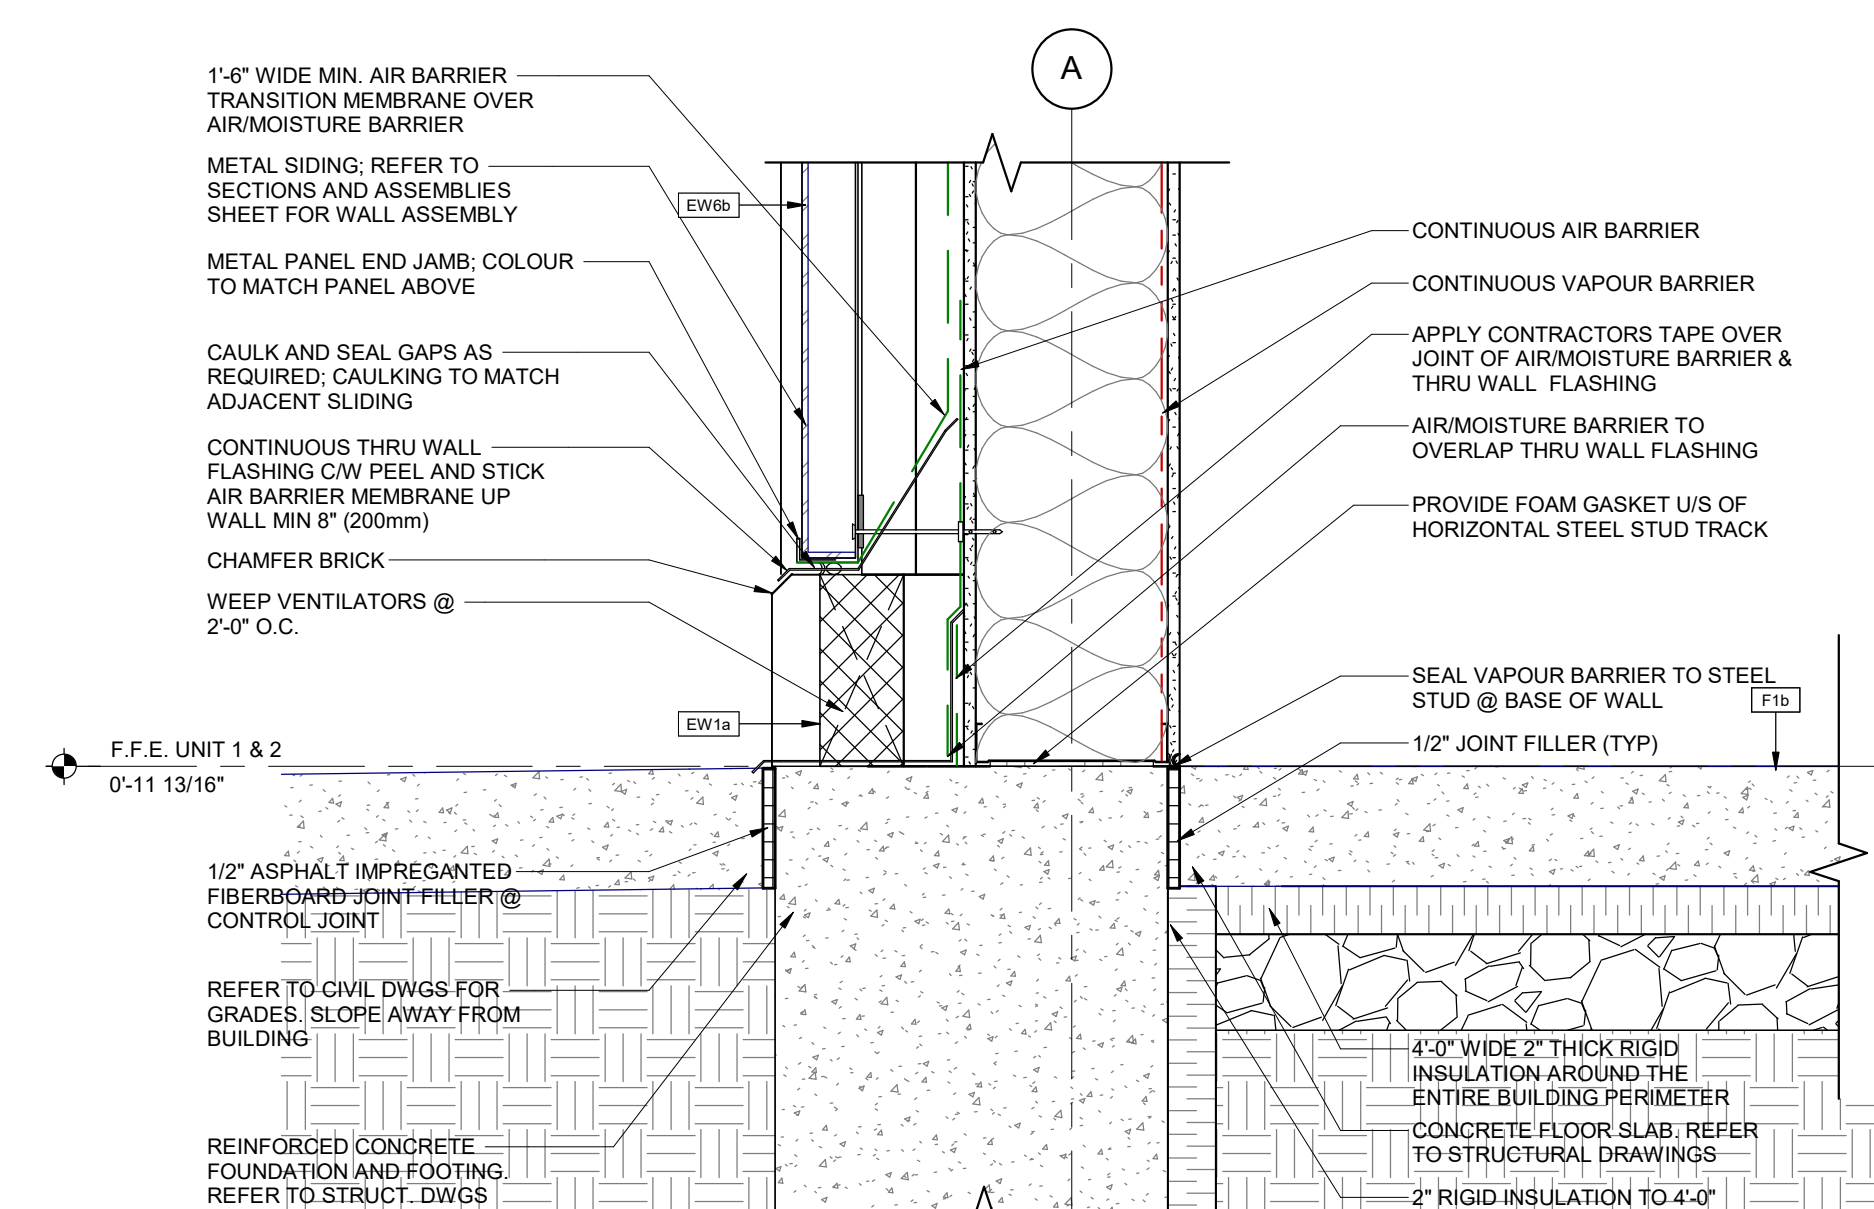 1'-6" WIDE MIN. AIR BARRIER
TRANSITION MEMBRANE OVER
AIR/MOISTURE BARRIER
METAL SIDING; REFER TO
SECTIONS AND ASSEMBLIES
SHEET FOR WALL ASSEMBLY
METAL PANEL END JAMB; COLOUR
TO MATCH PANEL ABOVE
CAULK AND SEAL GAPS AS
REQUIRED; CAULKING TO MATCH
ADJACENT SLIDING
CONTINUOUS THRU WALL
FLASHING C/W PEEL AND STICK
AIR BARRIER MEMBRANE UP
WALL MIN 8" (200mm)
CHAMFER BRICK
WEEP VENTILATORS @
2'-0" O.C.
F.F.E. UNIT 1 & 2
0'-11 13/16"
1/2" ASPHALT IMPREGANTED
FIBERBOARD JOINT FILLER @
CONTROL JOINT
REFER TO CIVIL DWGS FOR
GRADES. SLOPE AWAY FROM
BUILDING
REINFORCED CONCRETE
FOUNDATION AND FOOTING.
REFER TO STRUCT. DWGS
A
EW6b
EW1a
CONTINUOUS AIR BARRIER
CONTINUOUS VAPOUR BARRIER
APPLY CONTRACTORS TAPE OVER
JOINT OF AIR/MOISTURE BARRIER &
THRU WALL FLASHING
AIR/MOISTURE BARRIER TO
OVERLAP THRU WALL FLASHING
PROVIDE FOAM GASKET U/S OF
HORIZONTAL STEEL STUD TRACK
SEAL VAPOUR BARRIER TO STEEL
STUD @ BASE OF WALL
F1b
1/2" JOINT FILLER (TYP)
4'-0" WIDE 2" THICK RIGID
INSULATION AROUND THE
ENTIRE BUILDING PERIMETER
CONCRETE FLOOR SLAB. REFER
TO STRUCTURAL DRAWINGS
2" RIGID INSULATION TO 4'-0"